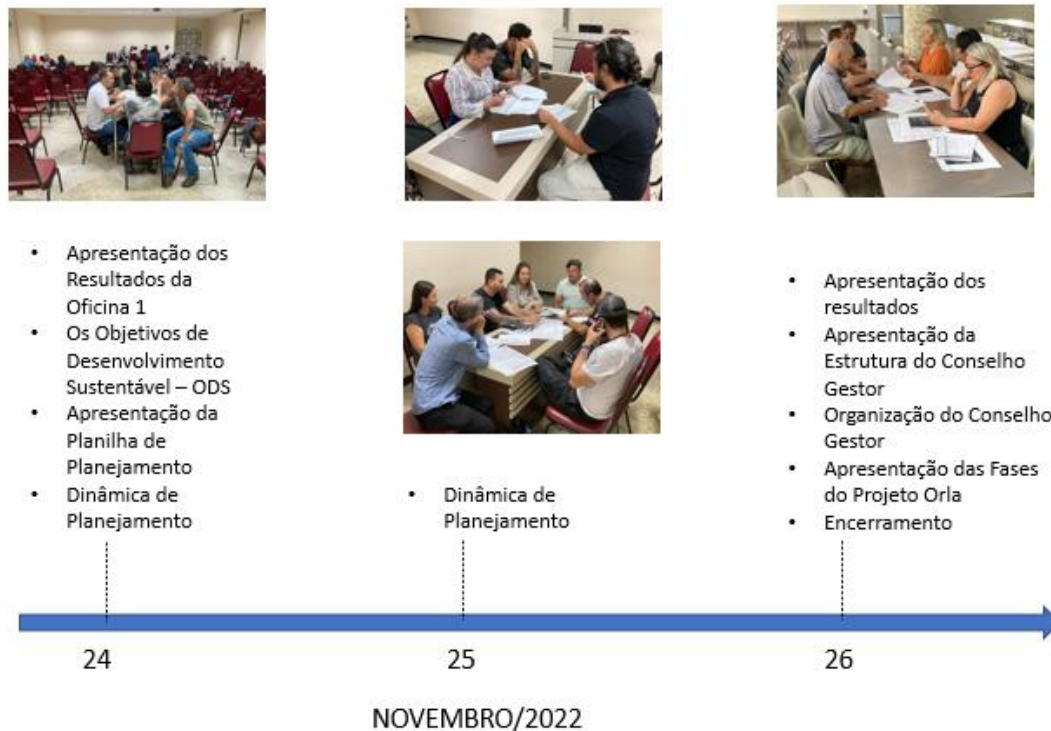 • Apresentação dos
Resultados da
Oficina 1
• Os Objetivos de
Desenvolvimento
Sustentável – ODS
• Apresentação da
Planilha de
Planejamento
• Dinâmica de
Planejamento
• Dinâmica de
Planejamento
• Apresentação dos
resultados
• Apresentação da
Estrutura do Conselho
Gestor
• Organização do Conselho
Gestor
• Apresentação das Fases
do Projeto Orla
• Encerramento
24
25
26
NOVEMBRO/2022